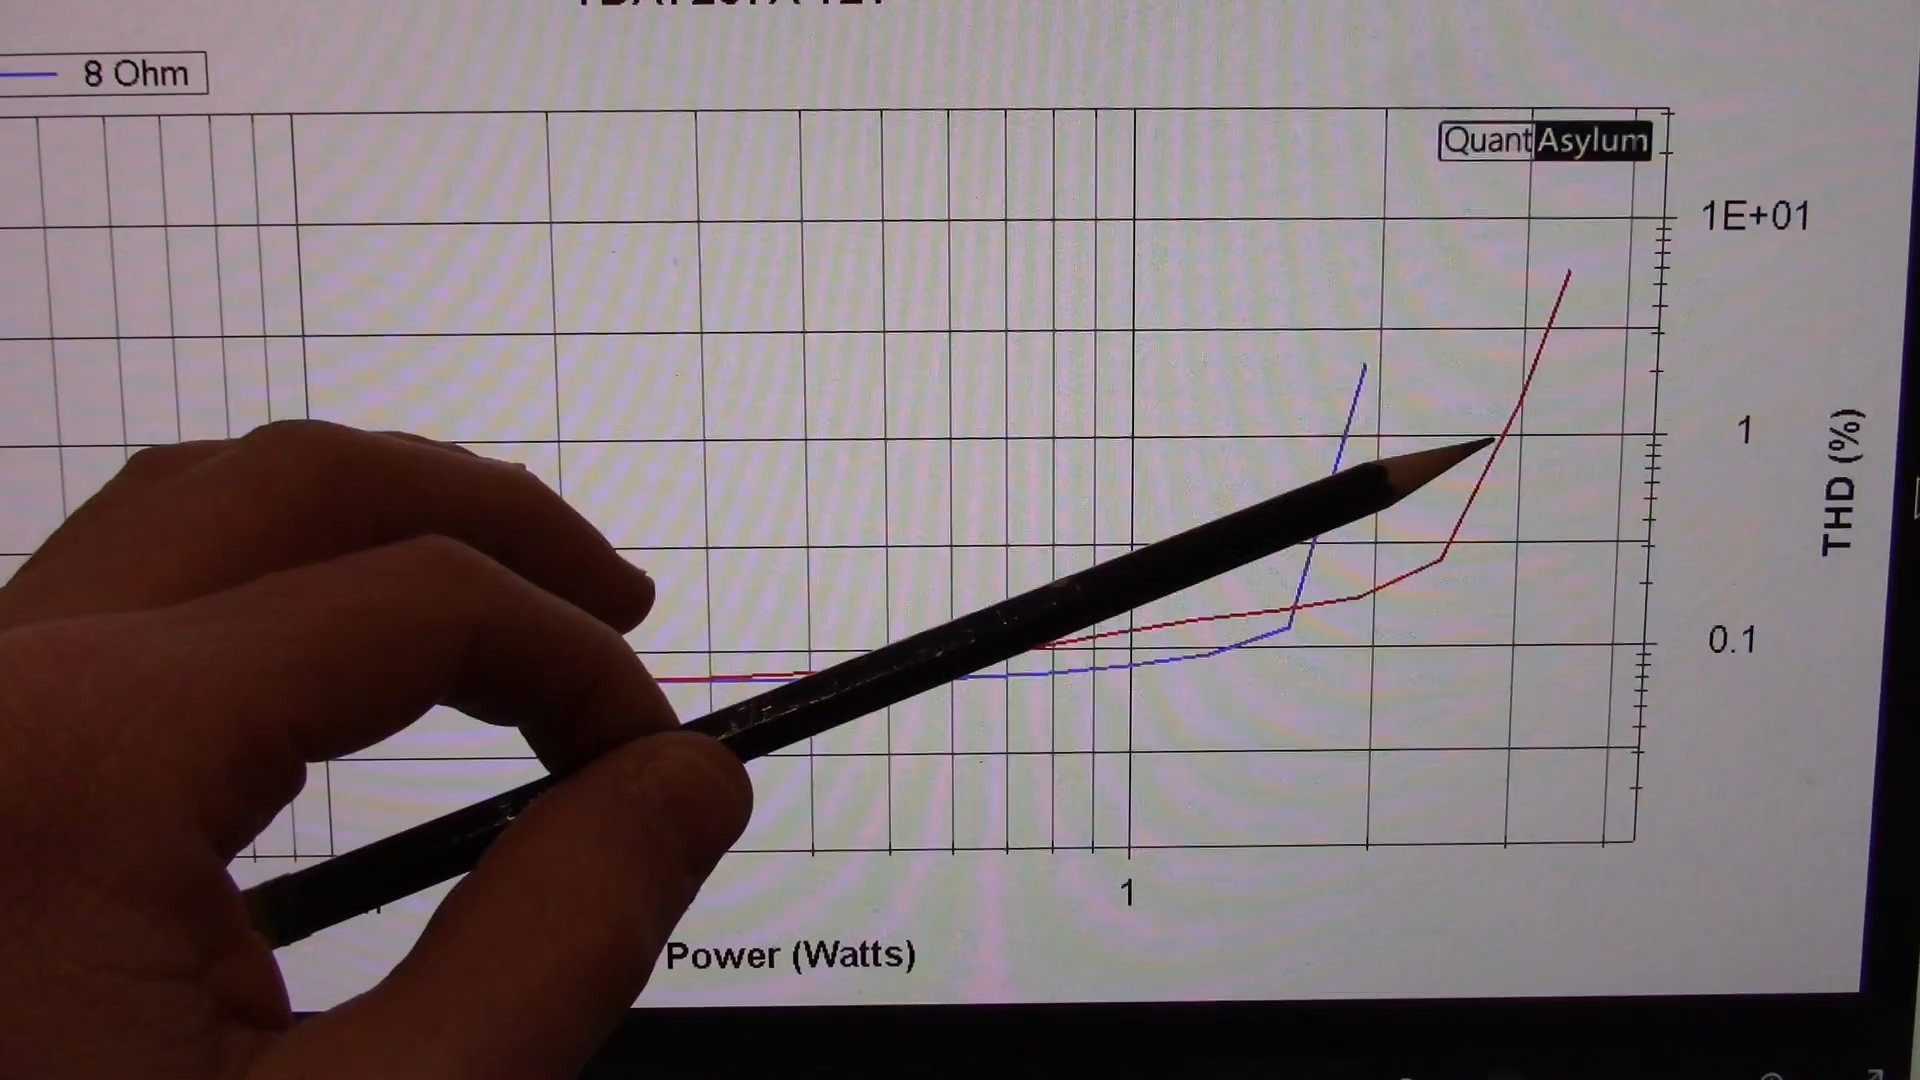 8 Ohm
QuantAsylum
1E+01
1
0.1
THD (%)
1
Power (Watts)